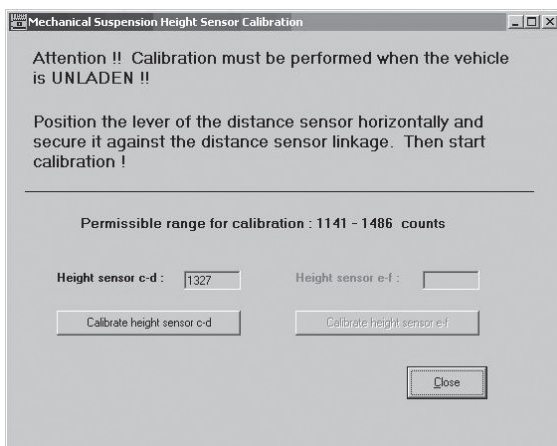 Mechanical Suspension Height Sensor Calibration
Attention !! Calibration must be performed when the vehicle
is UNLADEN !!
Position the lever of the distance sensor horizontally and
secure it against the distance sensor linkage. Then start
calibration !
Permissible range for calibration : 1141 - 1486 counts
Height sensor c-d : 1327 Height sensor e-f :
Calibrate height sensor c-d Calibrate height sensor e-f
Close